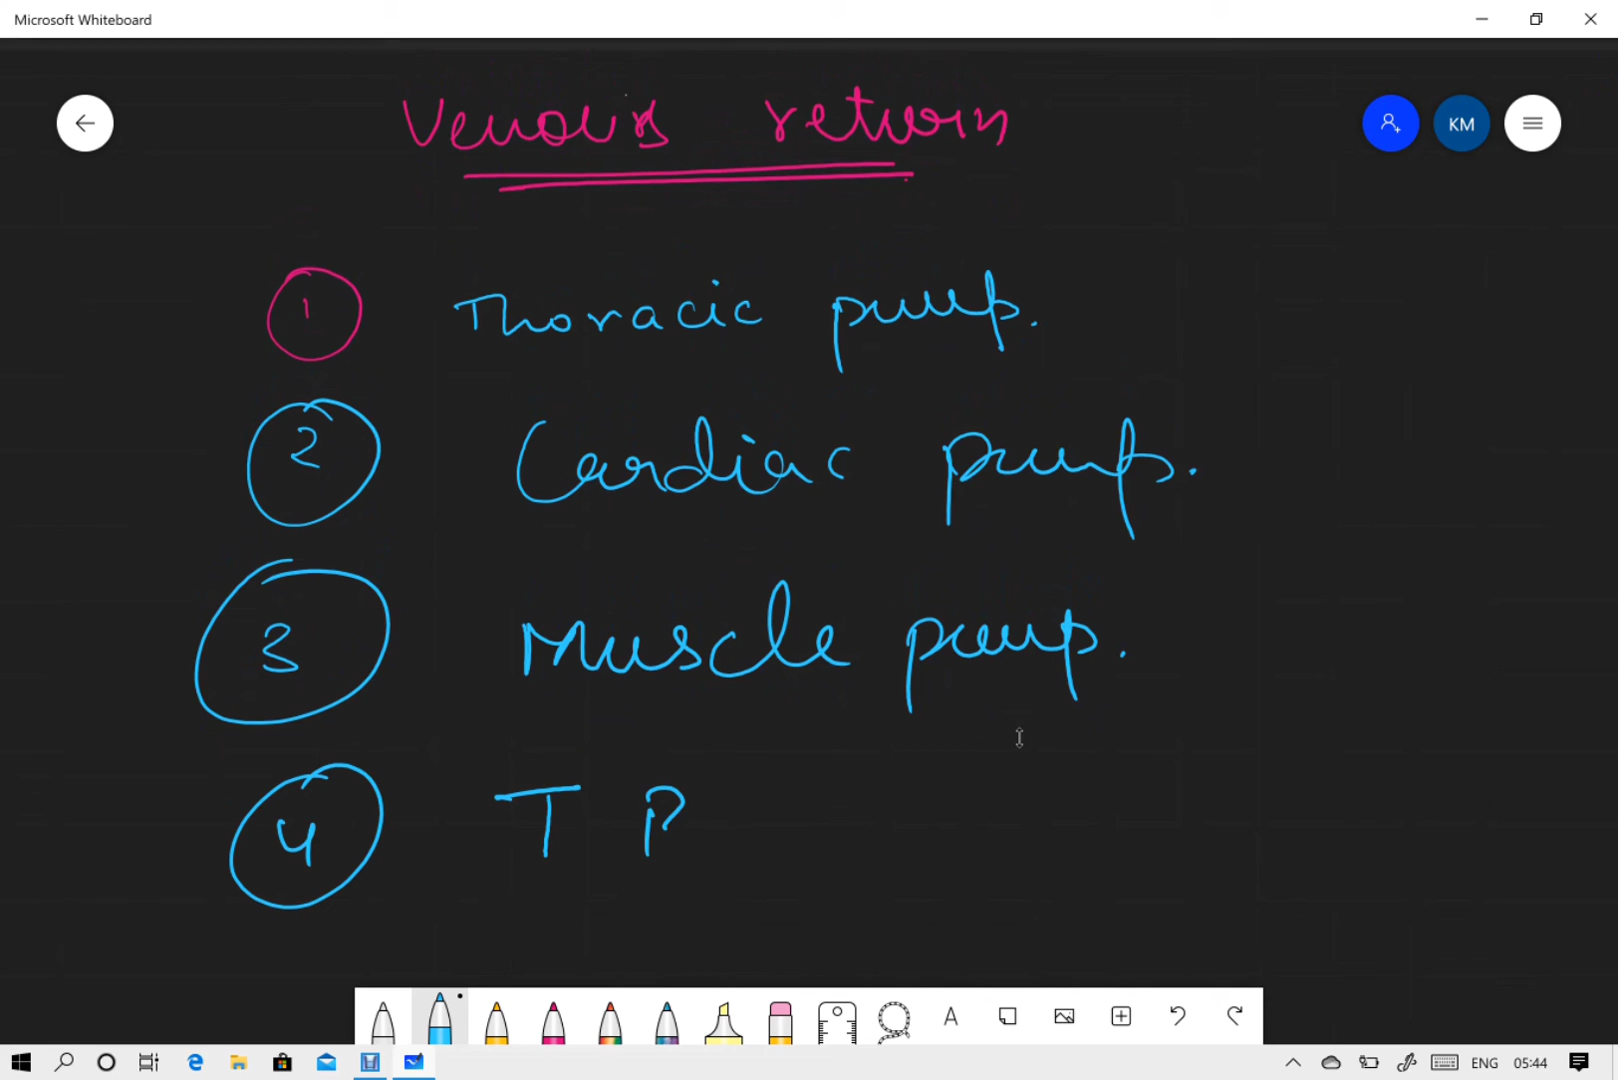 Microsoft Whiteboard
Venous return
KM
1 Thoracic pump.
2 Cardiac pump.
3 Muscle pump.
4 T P
A
ENG 05:44